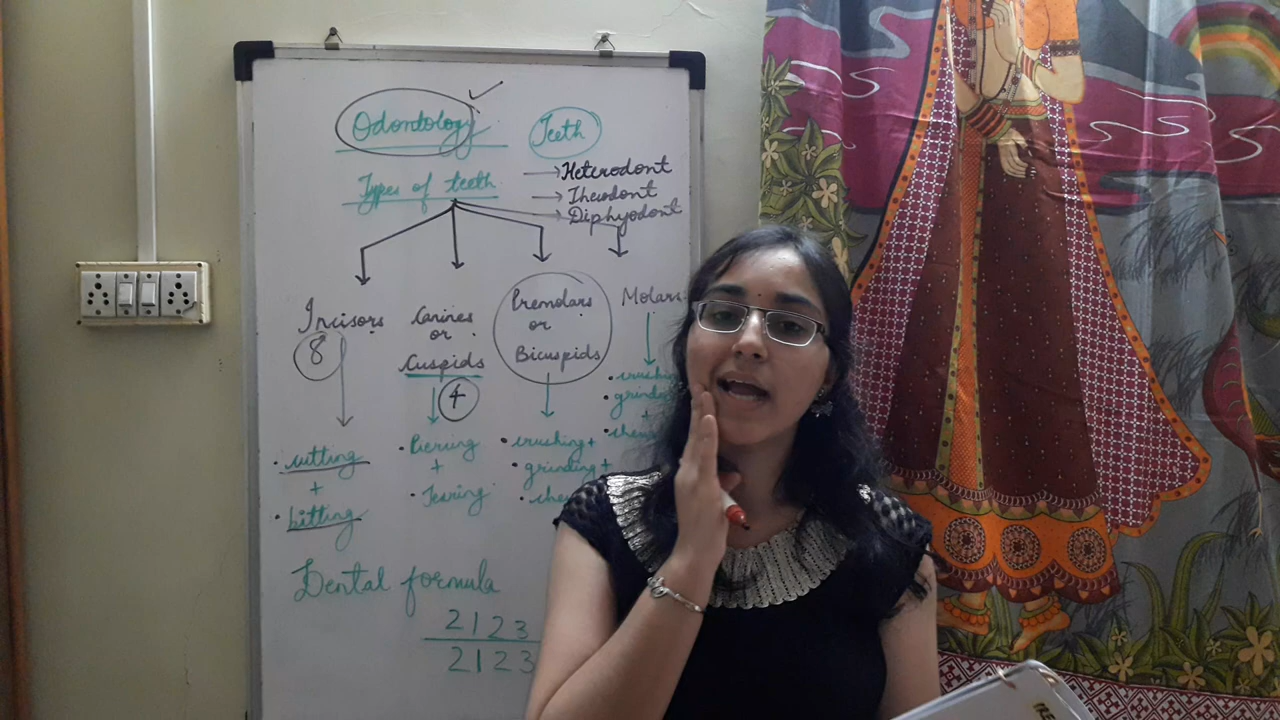 Odontology
Teeth
Types of teeth
Heterodont
Thecodont
Diphyodont
Incisors
8
Canines
or
Cuspids
4
Premolars
or
Bicuspids
Molars
• cutting
+
• bitting
• Piercing
+
• Tearing
• crushing +
• grinding +
Dental formula
2 1 2 3
2 1 2 3